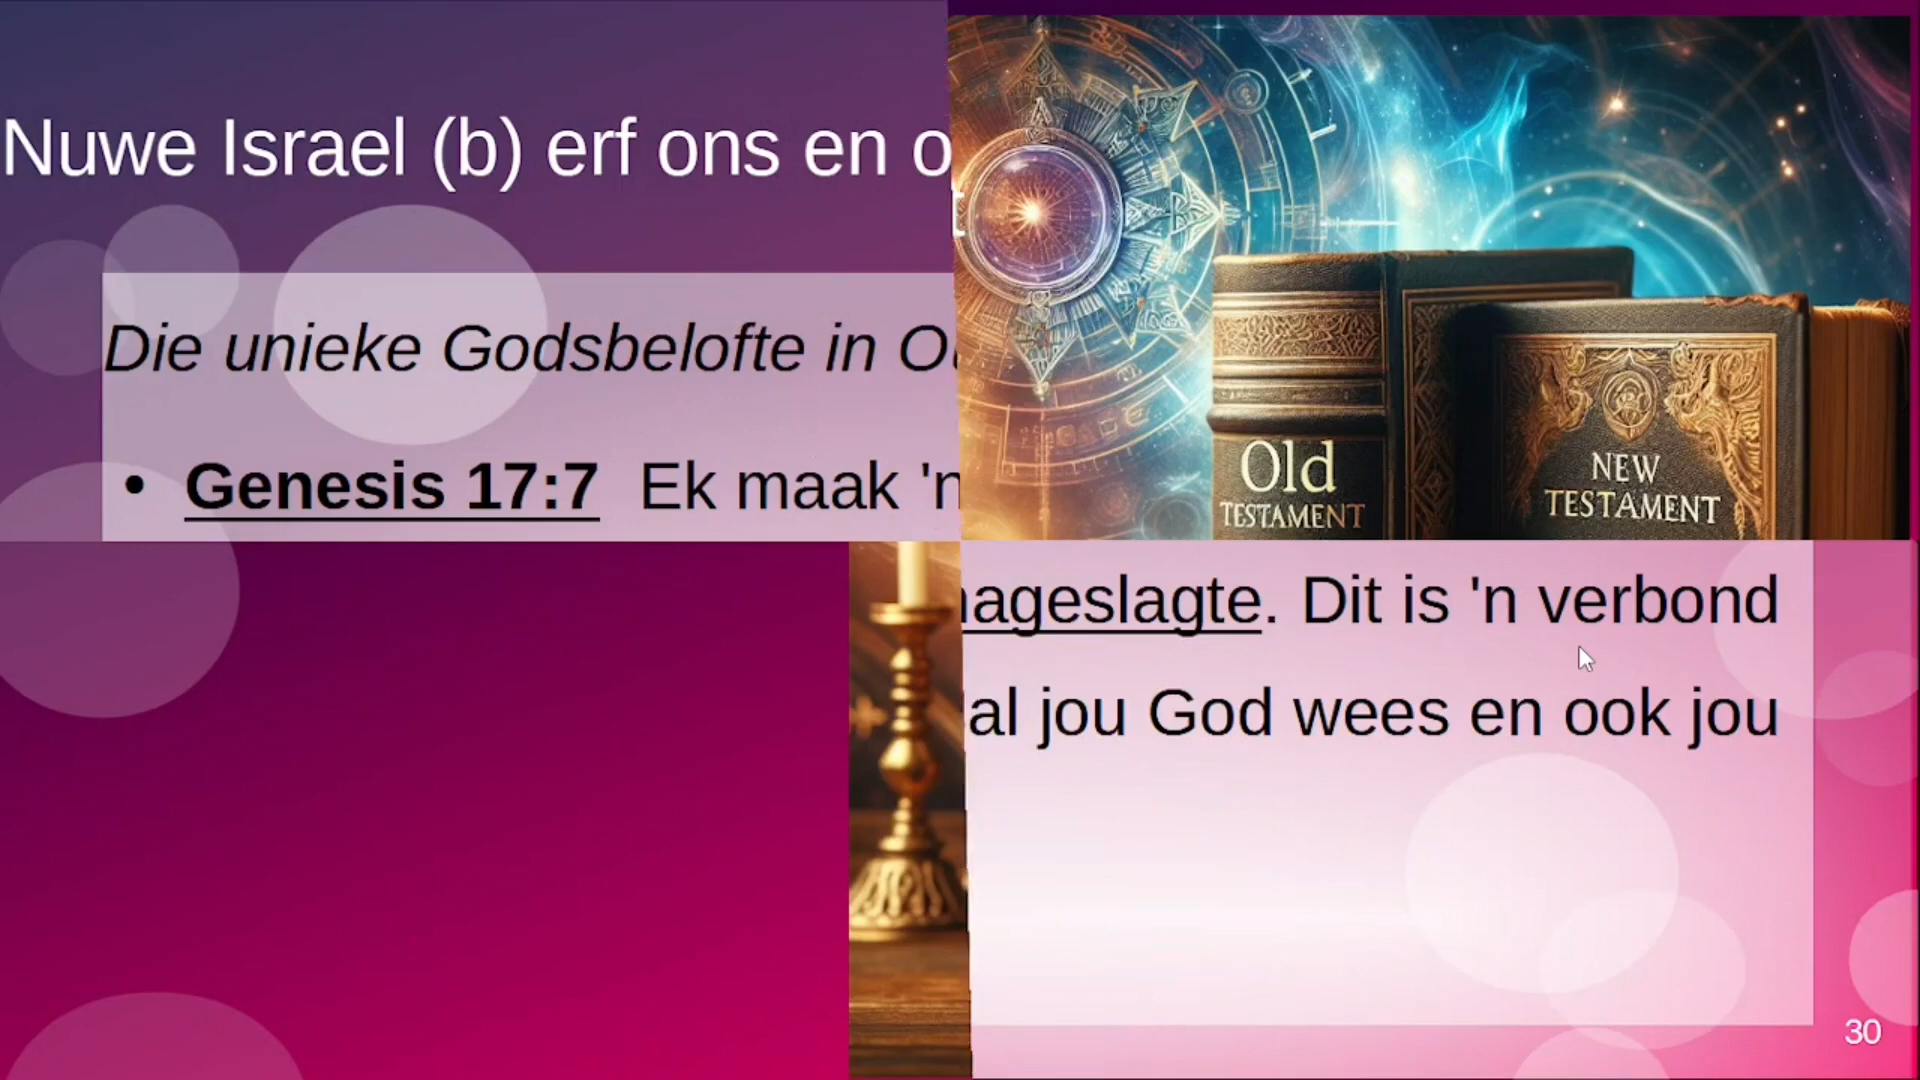 Nuwe Israel (b) erf ons en
Die unieke Godsbelofte in
• Genesis 17:7 Ek maak 'n
Old
TESTAMENT
NEW
TESTAMENT
nageslagte. Dit is 'n verbond
al jou God wees en ook jou
30